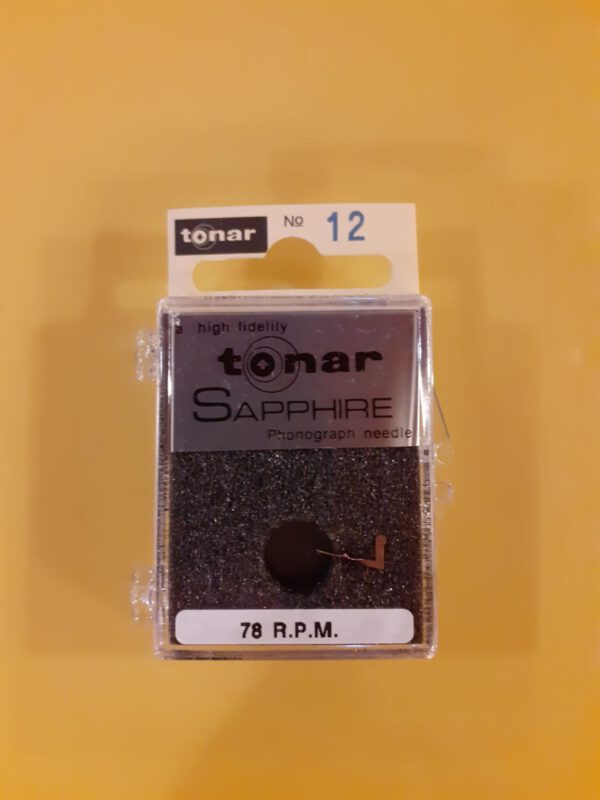 tonar No 12
a high fidelity
tonar
SAPPHIRE
Phonograph needle
78 R.P.M.